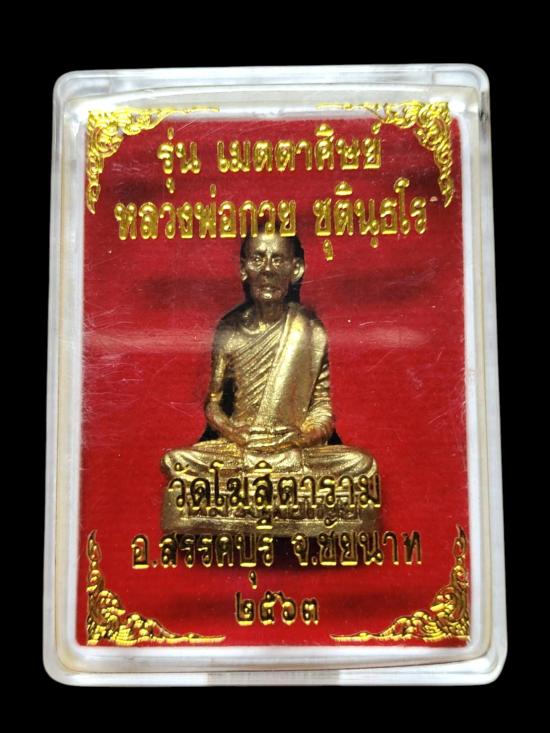 รุ่น เมตตาศิษย์
หลวงพ่อกวย ชุตินฺธโร
วัดโฆสิตาราม
อ.สรรคบุรี จ.ชัยนาท
๒๕๖๓